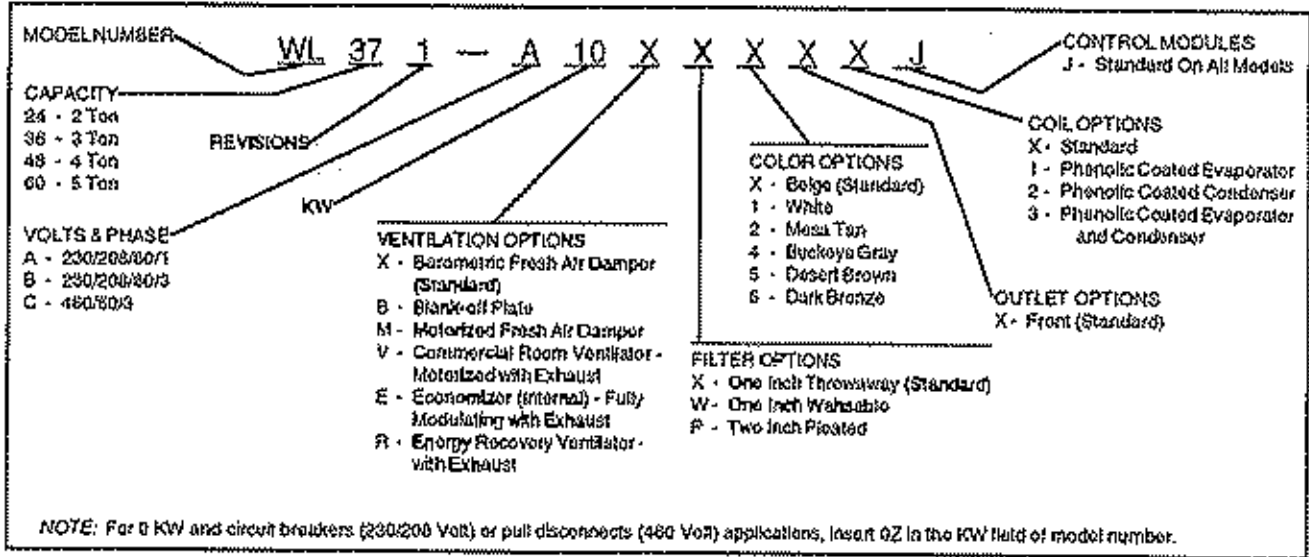 MODEL NUMBER
WL 37 1 — A 10 X X X X X J
CONTROL MODULES
J - Standard On All Models
CAPACITY
24 - 2 Ton
36 - 3 Ton
48 - 4 Ton
60 - 5 Ton
REVISIONS
KW
VOLTS & PHASE
A - 230/208/60/1
B - 230/208/60/3
C - 460/60/3
VENTILATION OPTIONS
X - Barometric Fresh Air Damper
(Standard)
B - Blank-off Plate
M - Motorized Fresh Air Damper
V - Commercial Room Ventilator -
Motorized with Exhaust
E - Economizer (Internal) - Fully
Modulating with Exhaust
R - Energy Recovery Ventilator -
with Exhaust
COLOR OPTIONS
X - Beige (Standard)
1 - White
2 - Mesa Tan
4 - Buckeye Gray
5 - Desert Brown
6 - Dark Bronze
FILTER OPTIONS
X - One Inch Throwaway (Standard)
W - One Inch Wahsable
P - Two Inch Pleated
COIL OPTIONS
X - Standard
1 - Phenolic Coated Evaporator
2 - Phenolic Coated Condenser
3 - Phenolic Coated Evaporator
and Condenser
OUTLET OPTIONS
X - Front (Standard)
NOTE: For 0 KW and circuit breakers (230/208 Volt) or pull disconnects (460 Volt) applications, insert 0Z in the KW field of model number.